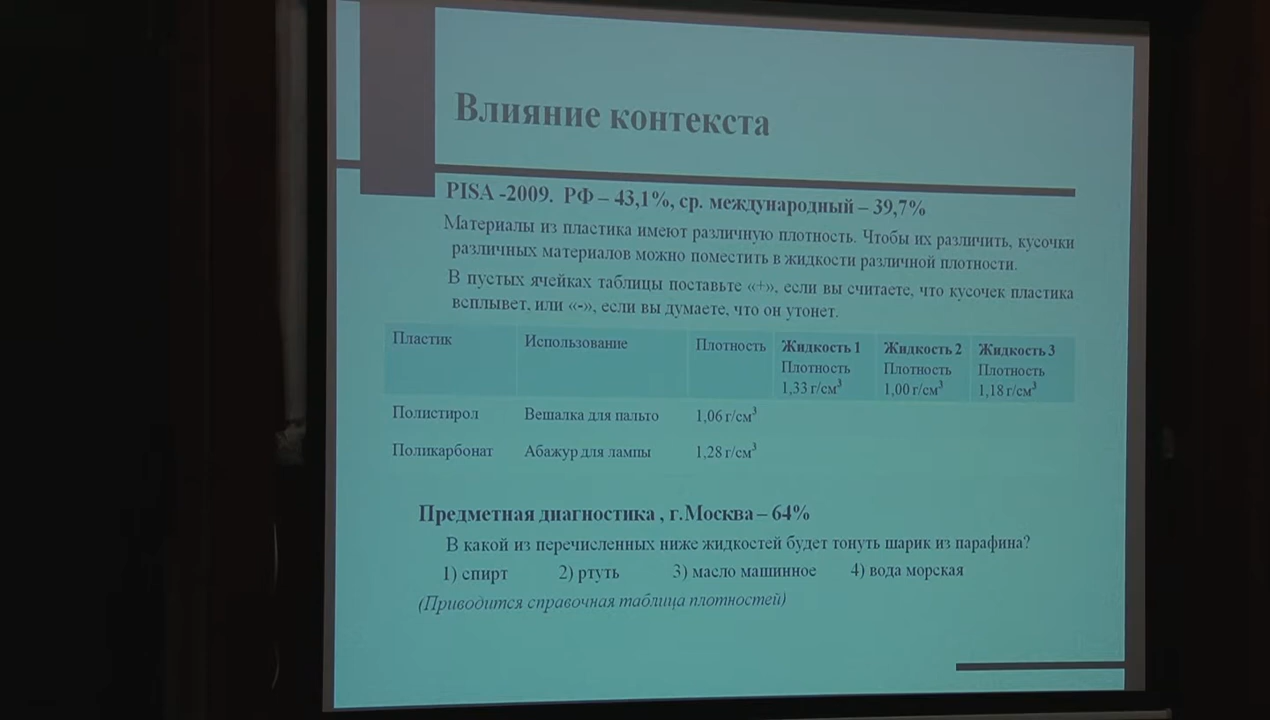 Влияние контекста
PISA -2009. РФ – 43,1%, ср. международный – 39,7%
Материалы из пластика имеют различную плотность. Чтобы их различить, кусочки
различных материалов можно поместить в жидкости различной плотности.
В пустых ячейках таблицы поставьте «+», если вы считаете, что кусочек пластика
всплывет, или «-», если вы думаете, что он утонет.
Пластик Использование Плотность Жидкость 1 Жидкость 2 Жидкость 3
Плотность Плотность Плотность
1,33 г/см³ 1,00 г/см³ 1,18 г/см³
Полистирол Вешалка для пальто 1,06 г/см³
Поликарбонат Абажур для лампы 1,28 г/см³
Предметная диагностика , г.Москва – 64%
В какой из перечисленных ниже жидкостей будет тонуть шарик из парафина?
1) спирт 2) ртуть 3) масло машинное 4) вода морская
(Приводится справочная таблица плотностей)